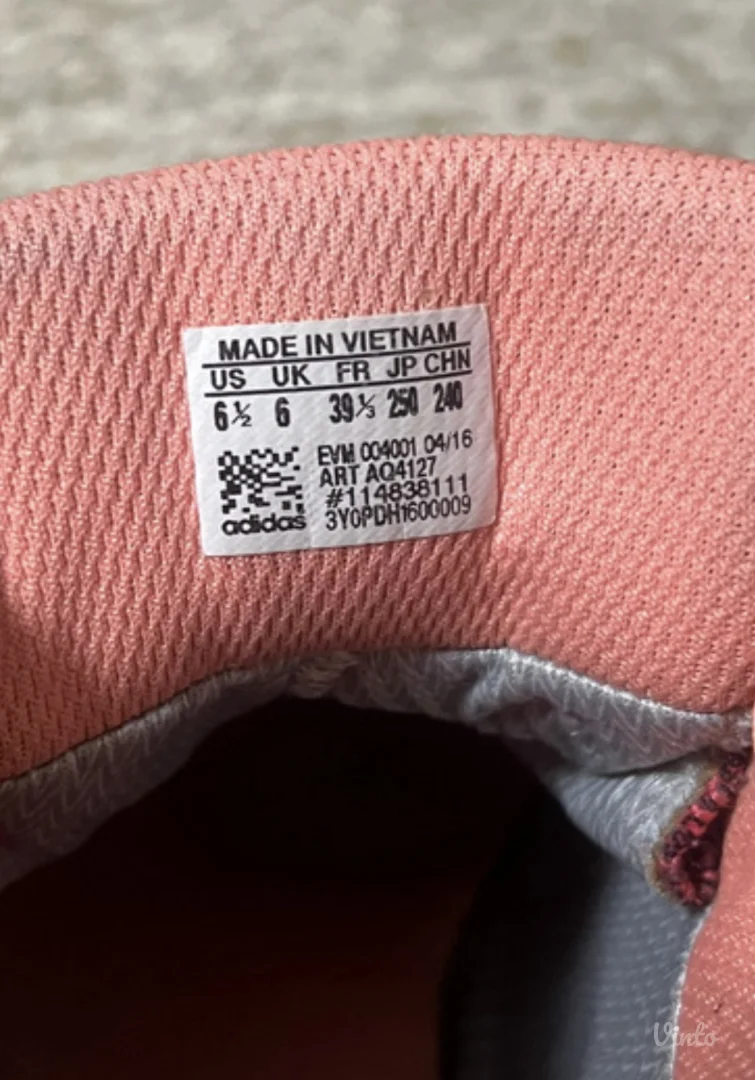 MADE IN VIETNAM
US UK FR JP CHN
6½ 6 39⅓ 250 240
EVM 004001 04/16
ART AQ4127
#114838111
adidas 3Y0PDH1600009
Vinto